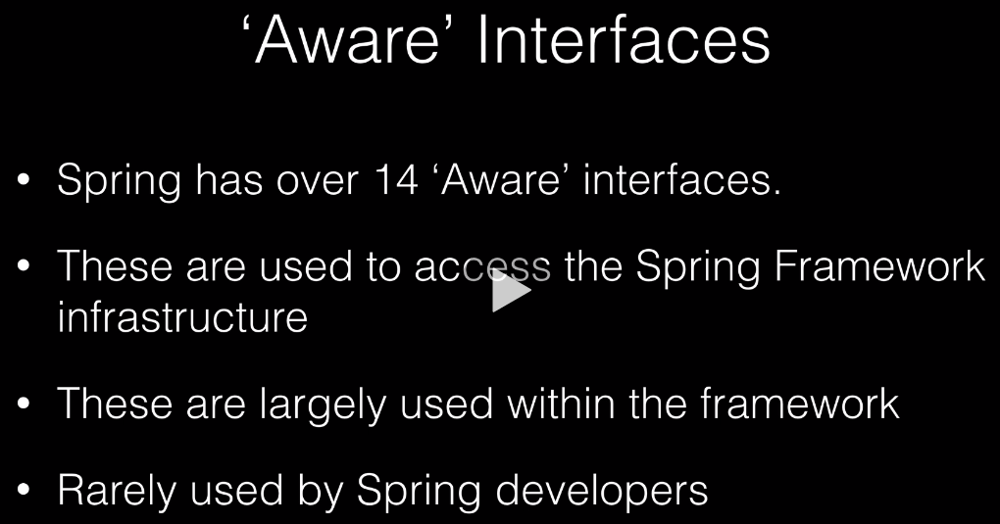 ‘Aware’ Interfaces
• Spring has over 14 ‘Aware’ interfaces.
• These are used to access the Spring Framework
infrastructure
• These are largely used within the framework
• Rarely used by Spring developers